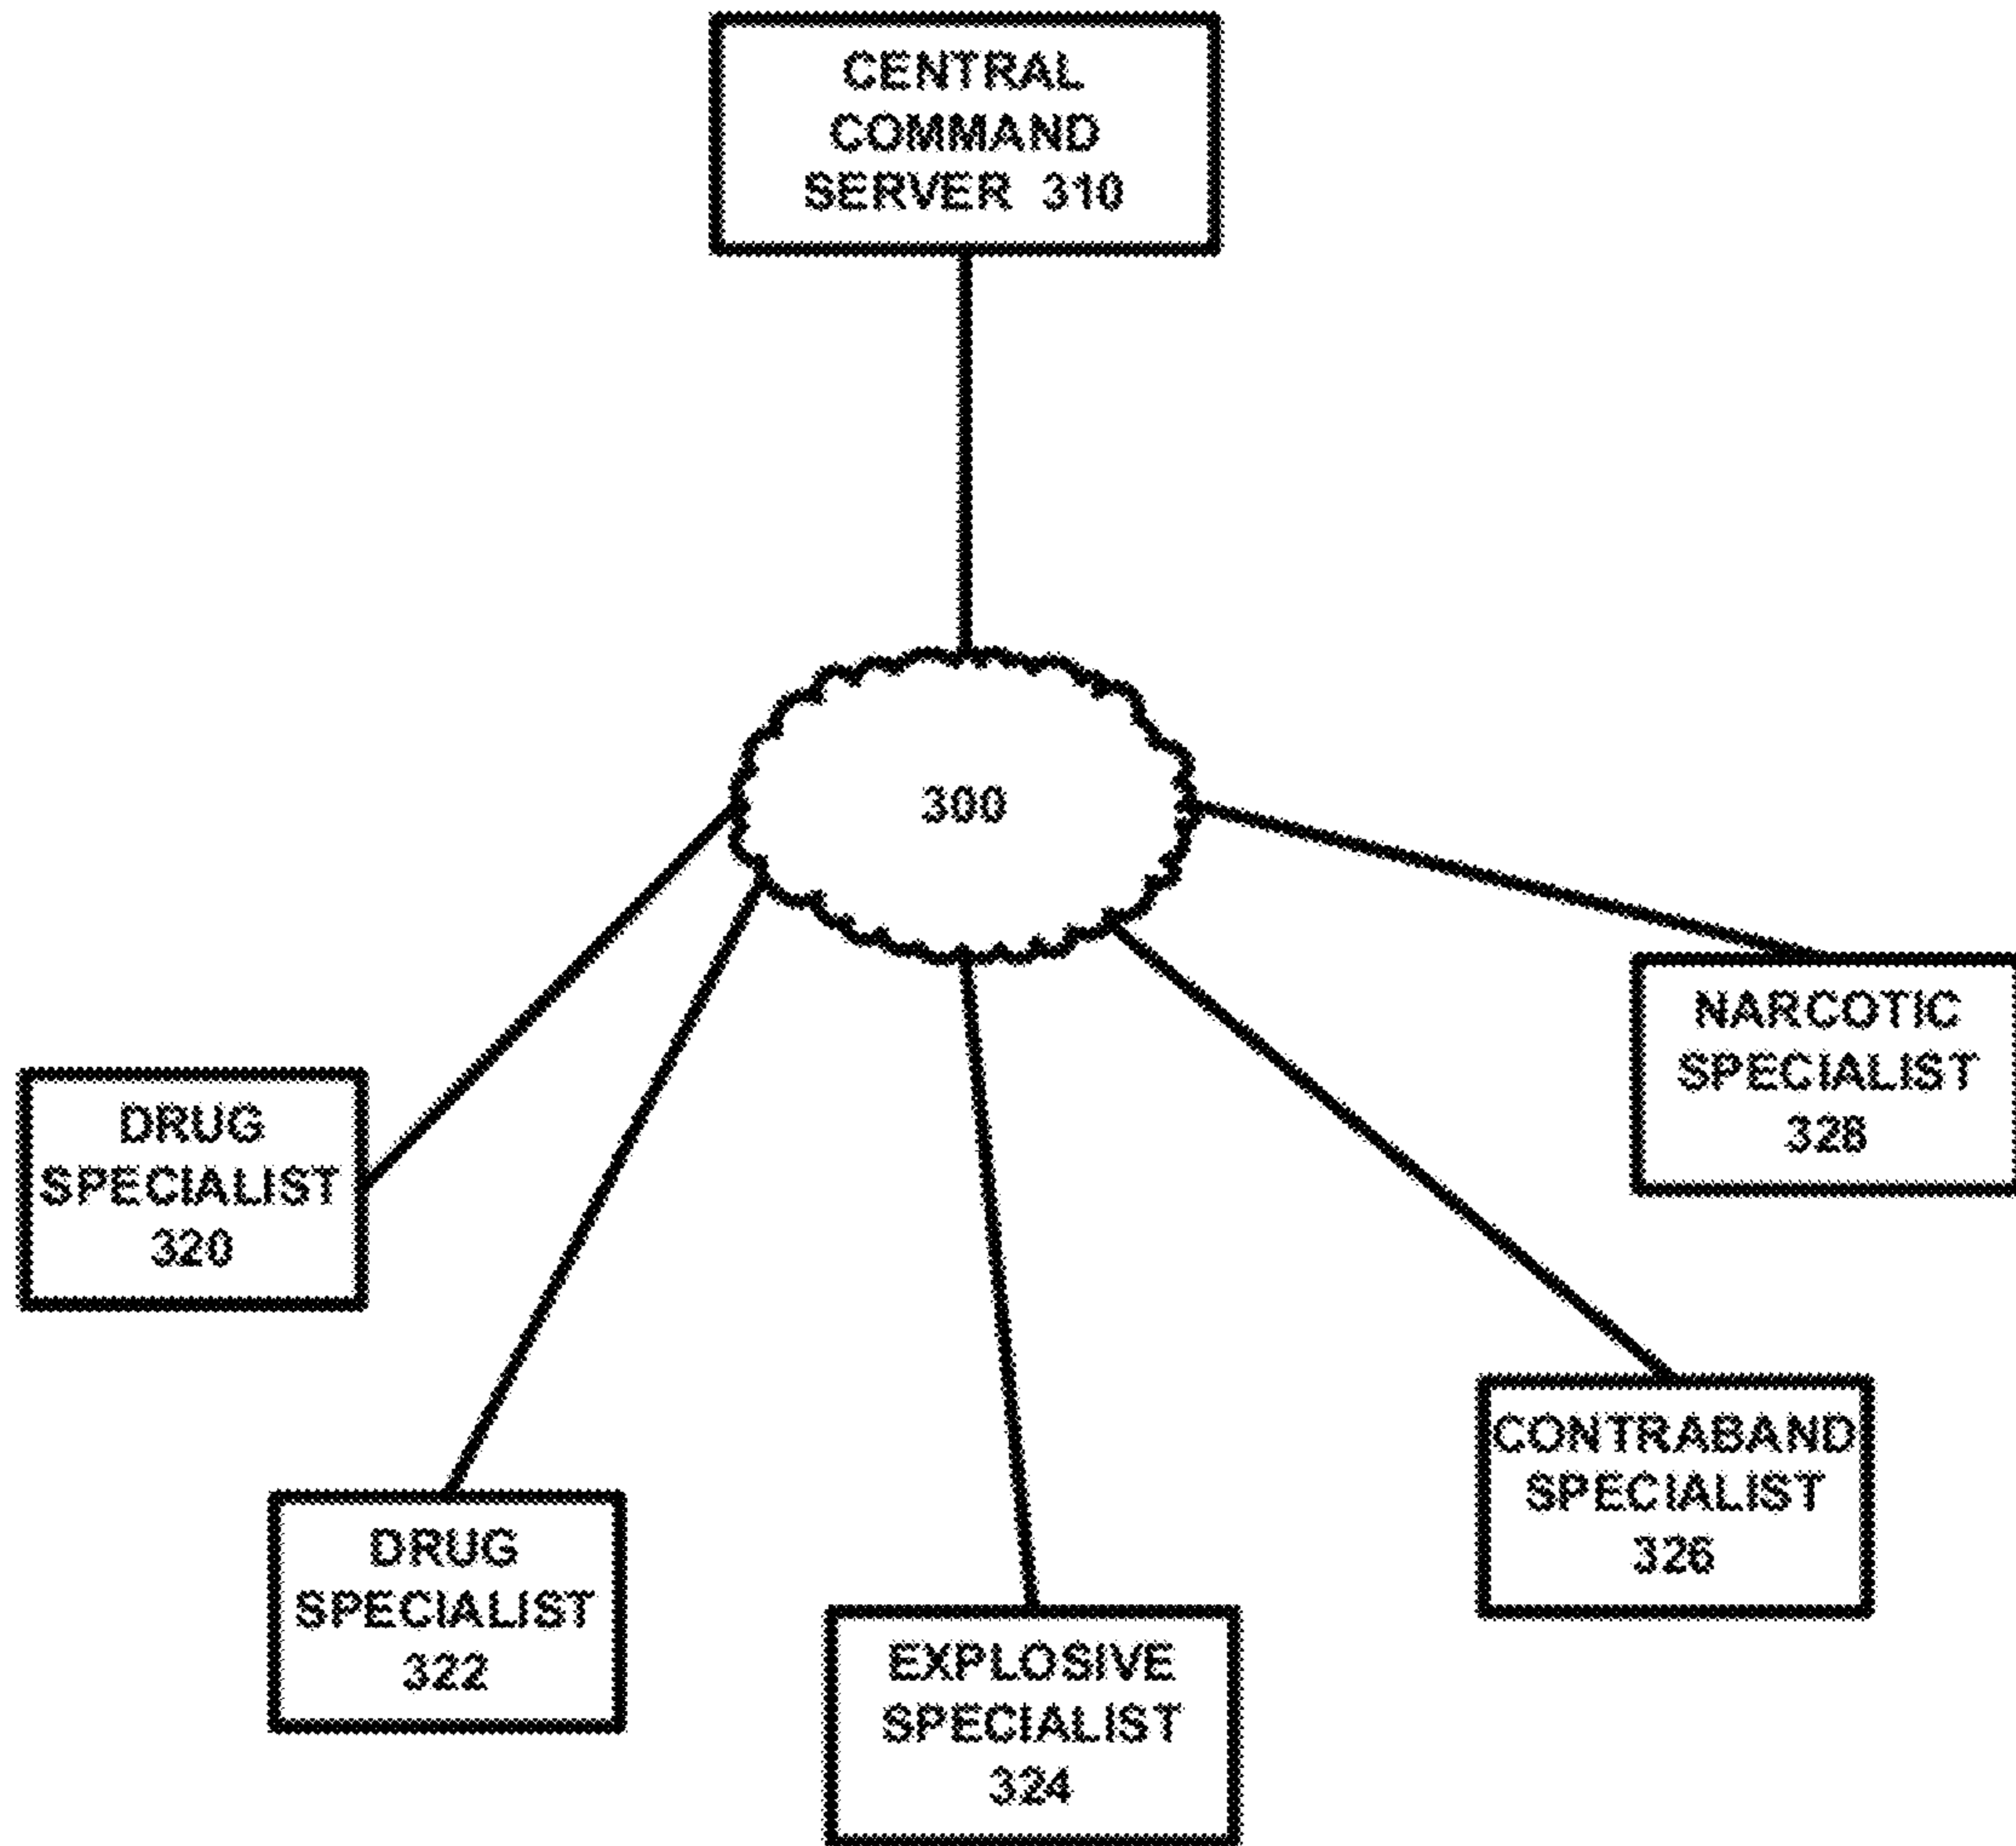 CENTRAL
COMMAND
SERVER 310
300
NARCOTIC
SPECIALIST
328
DRUG
SPECIALIST
320
CONTRABAND
SPECIALIST
326
DRUG
SPECIALIST
322
EXPLOSIVE
SPECIALIST
324